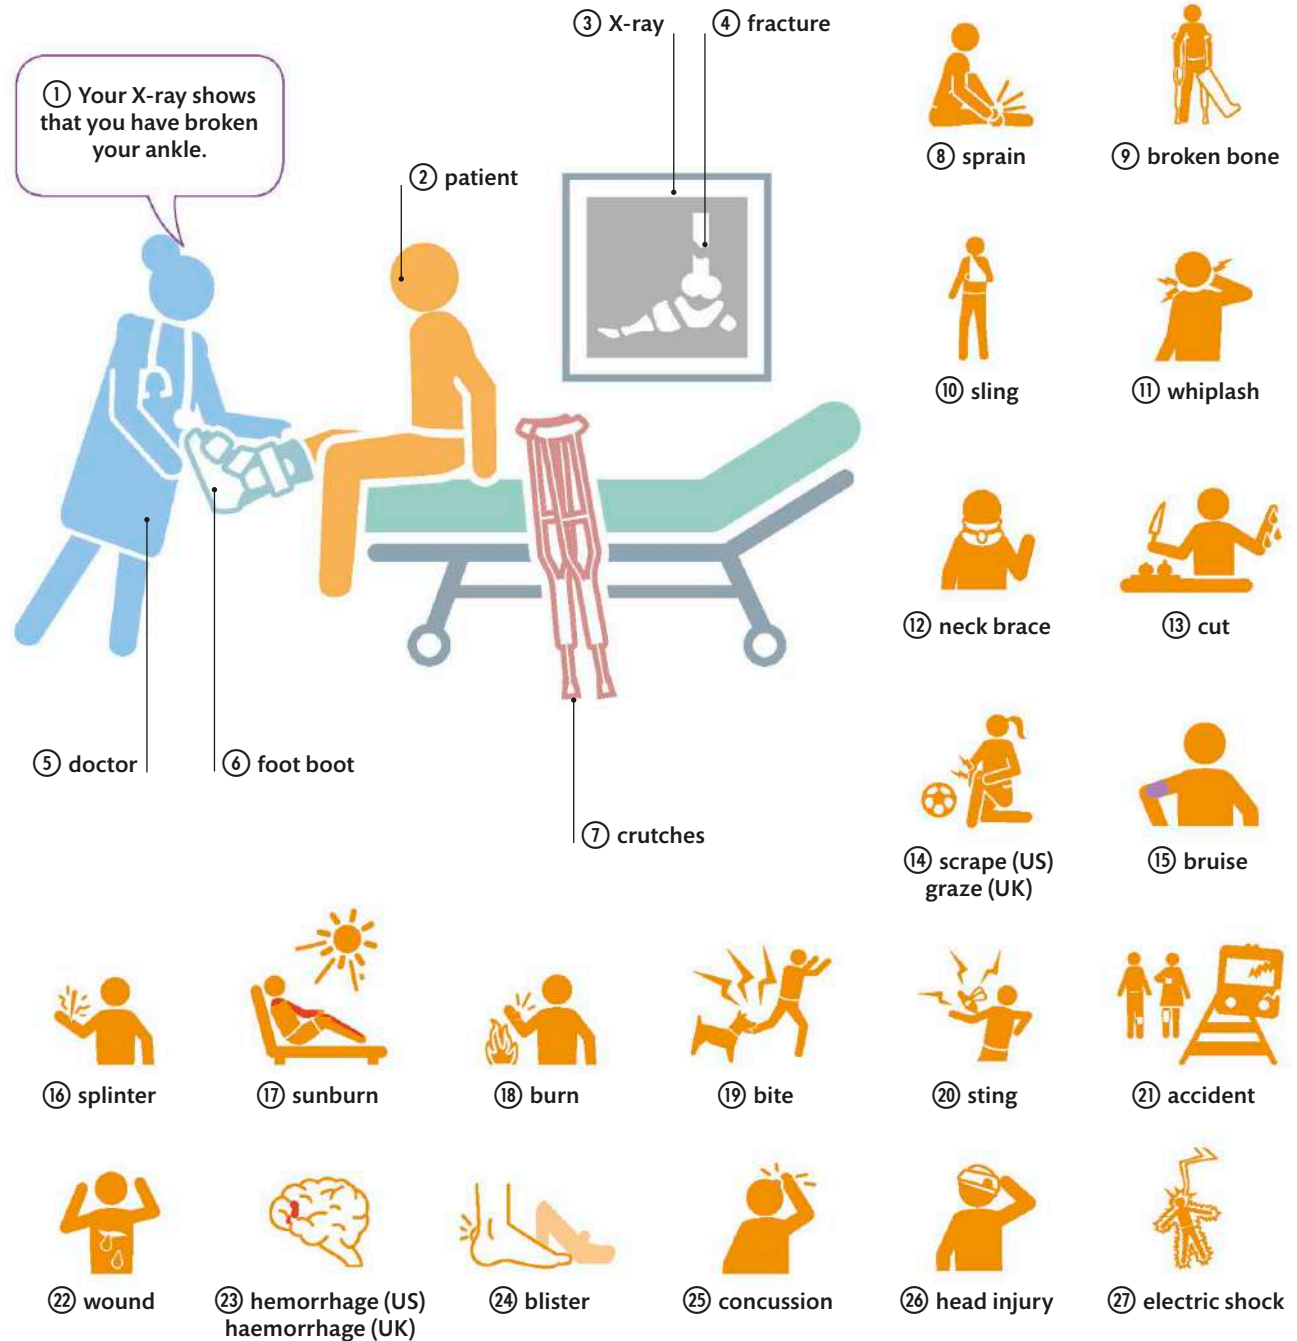 ③ X-ray
④ fracture
① Your X-ray shows
that you have broken
your ankle.
② patient
⑤ doctor
⑥ foot boot
⑦ crutches
⑧ sprain
⑨ broken bone
⑩ sling
⑪ whiplash
⑫ neck brace
⑬ cut
⑭ scrape (US)
graze (UK)
⑮ bruise
⑯ splinter
⑰ sunburn
⑱ burn
⑲ bite
⑳ sting
㉑ accident
㉒ wound
㉓ hemorrhage (US)
haemorrhage (UK)
㉔ blister
㉕ concussion
㉖ head injury
㉗ electric shock